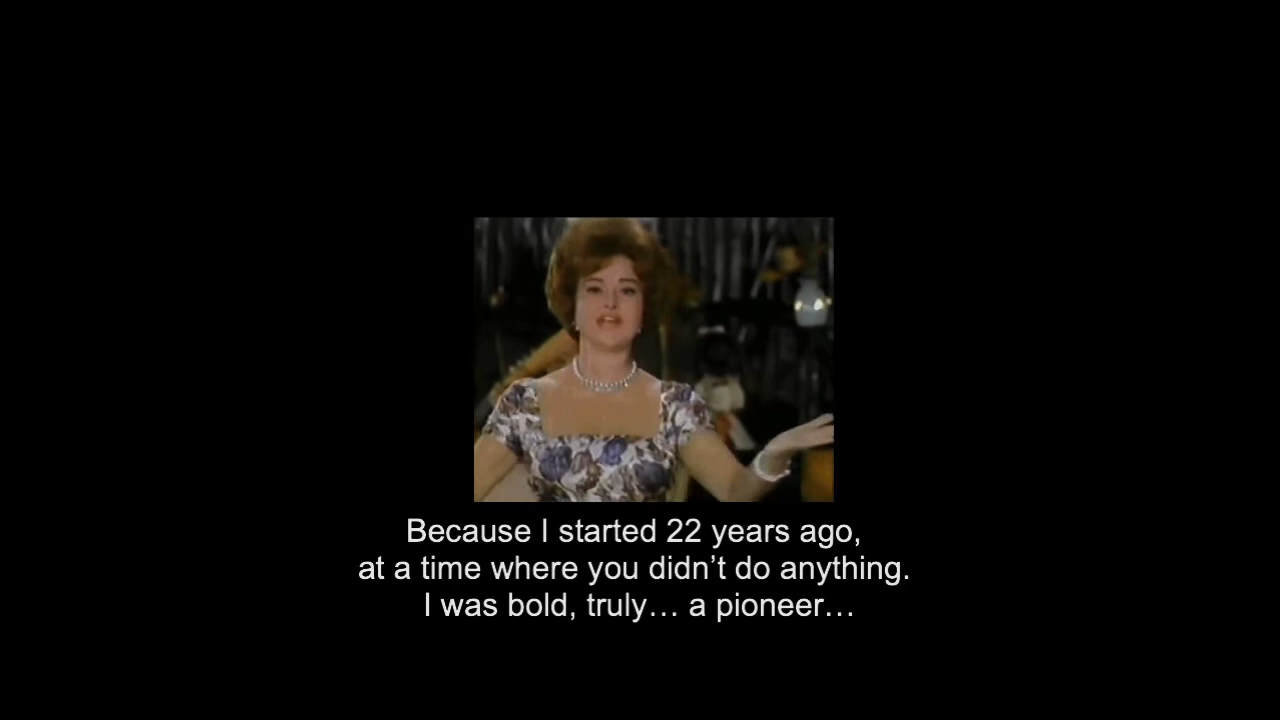 Because I started 22 years ago,
at a time where you didn’t do anything.
I was bold, truly… a pioneer…